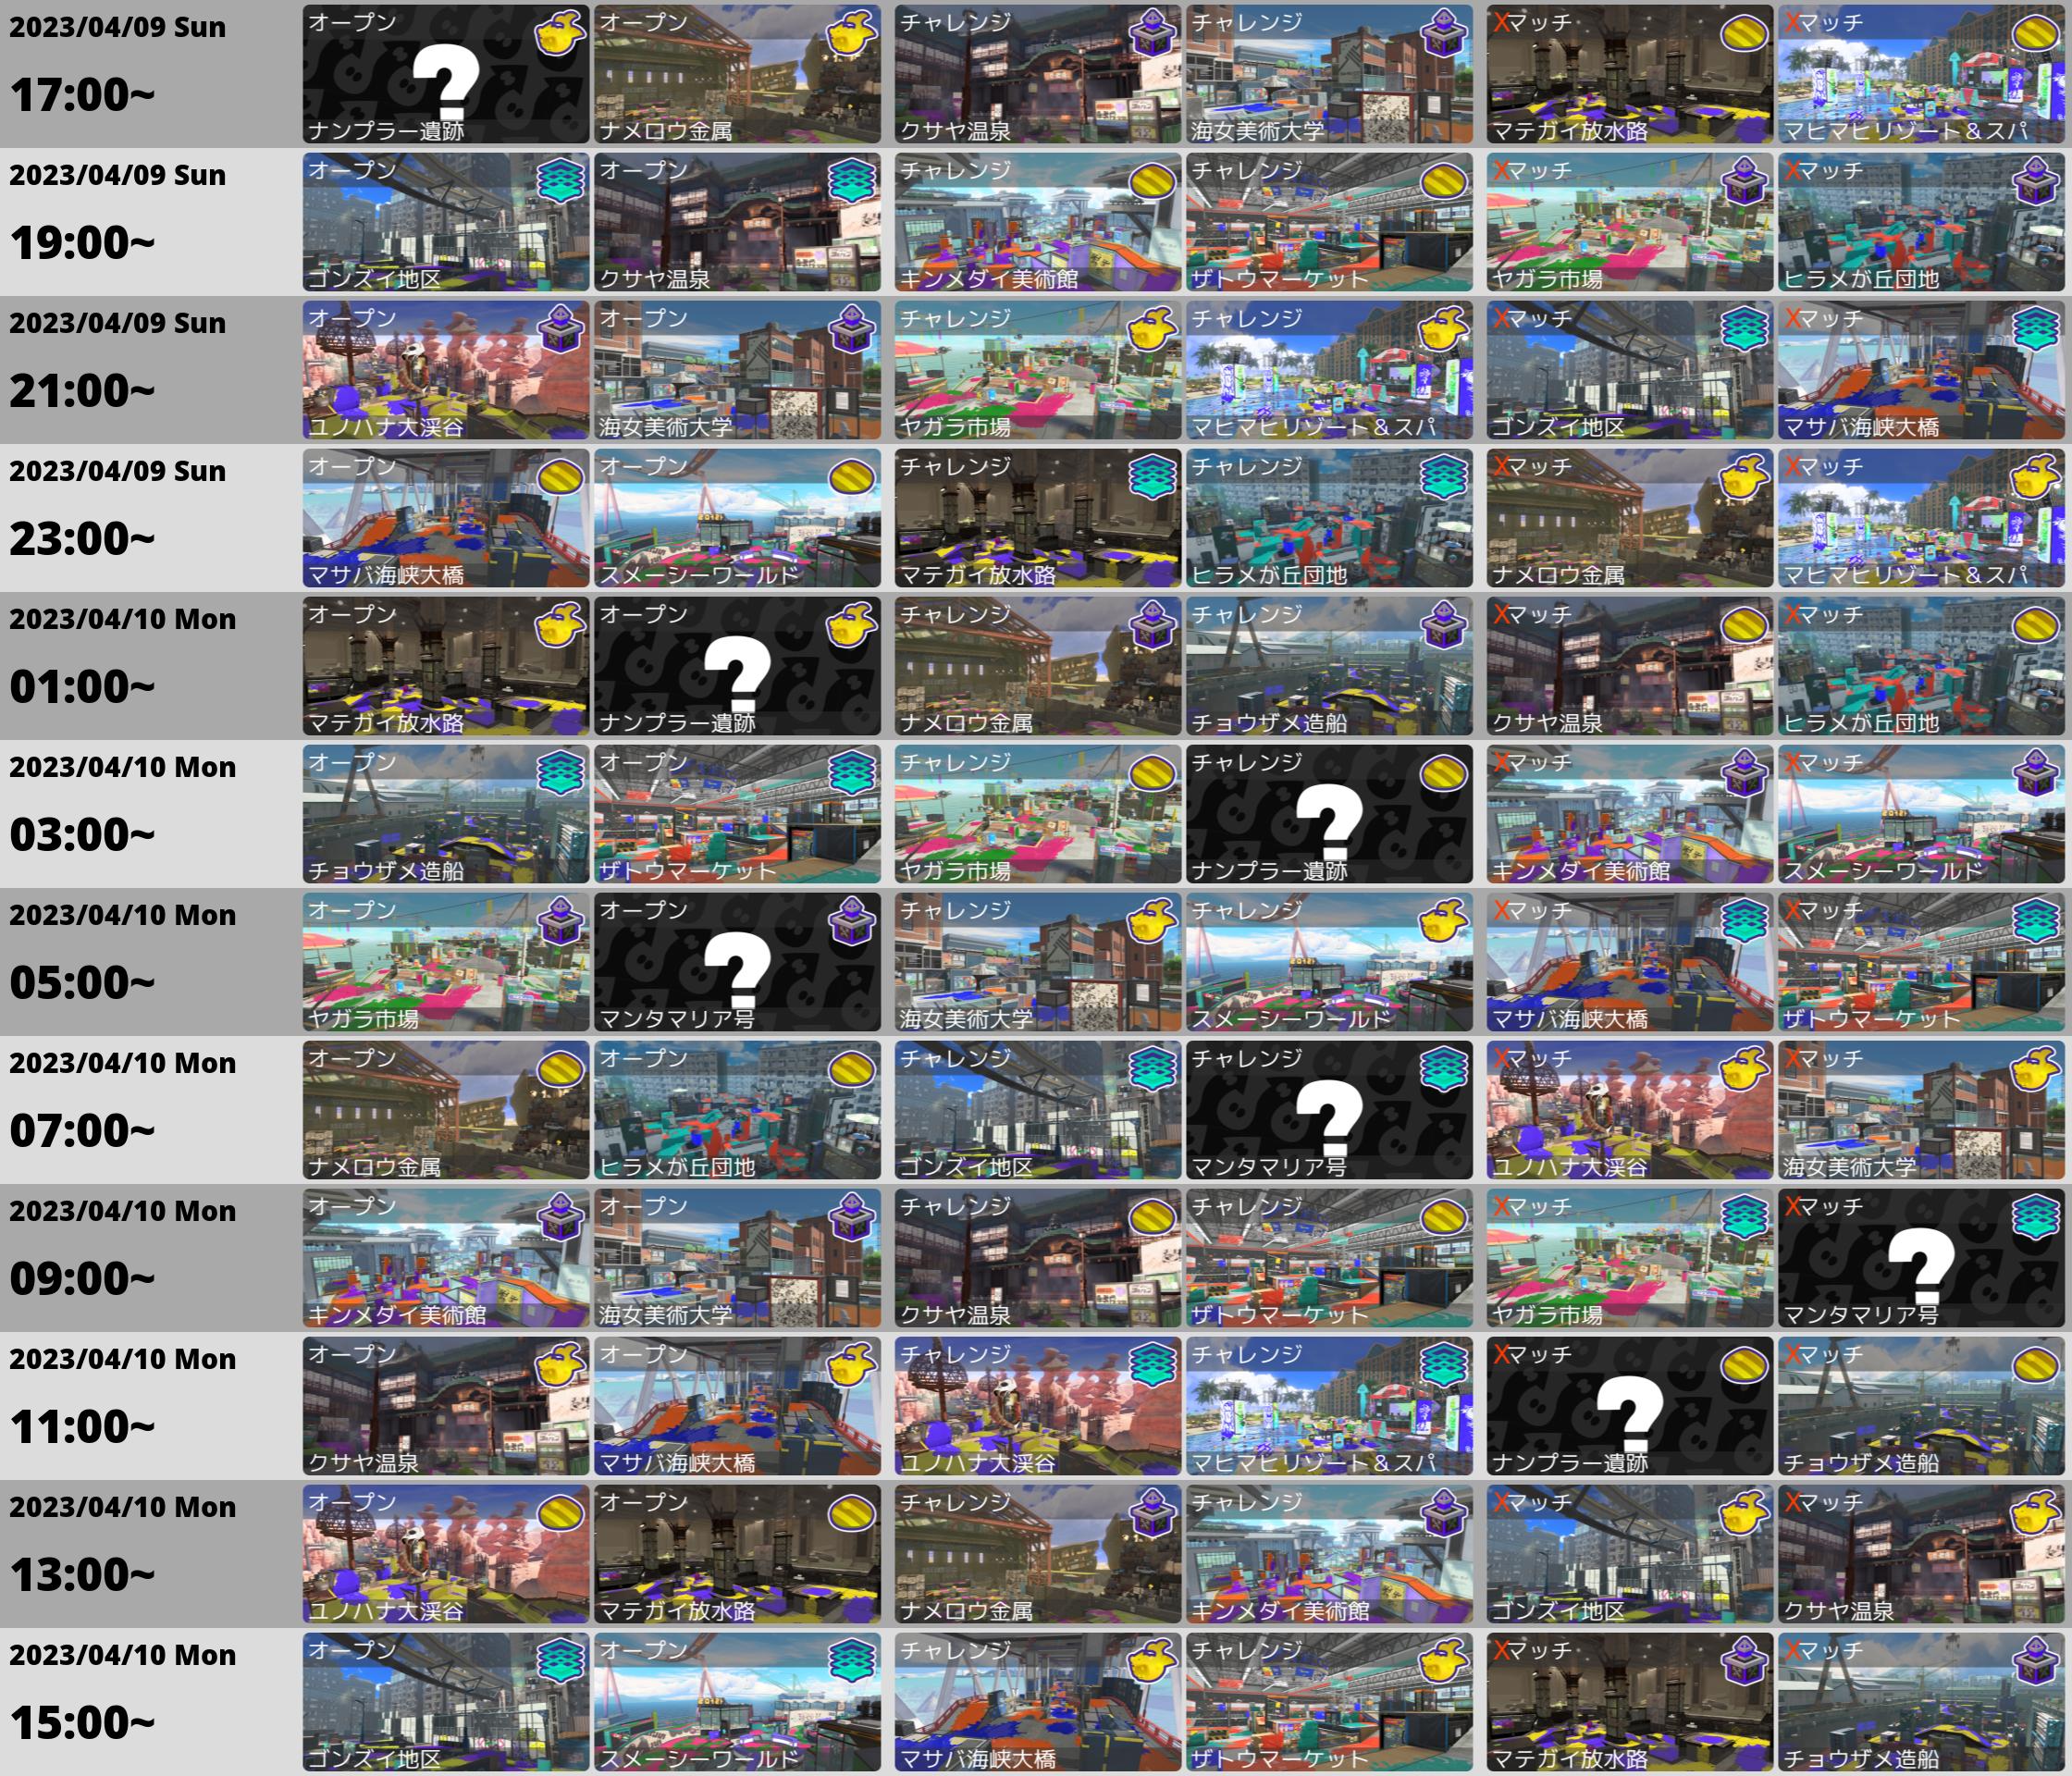 2023/04/09 Sun
17:00~
オープン
ナンプラー遺跡
オープン
ナメロウ金属
チャレンジ
クサヤ温泉
チャレンジ
海女美術大学
Xマッチ
マテガイ放水路
Xマッチ
マヒマヒリゾート&スパ
2023/04/09 Sun
19:00~
オープン
ゴンズイ地区
オープン
クサヤ温泉
チャレンジ
キンメダイ美術館
チャレンジ
ザトウマーケット
Xマッチ
ヤガラ市場
Xマッチ
ヒラメが丘団地
2023/04/09 Sun
21:00~
オープン
ユノハナ大渓谷
オープン
海女美術大学
チャレンジ
ヤガラ市場
チャレンジ
マヒマヒリゾート&スパ
Xマッチ
ゴンズイ地区
Xマッチ
マサバ海峡大橋
2023/04/09 Sun
23:00~
オープン
マサバ海峡大橋
オープン
スメーシーワールド
チャレンジ
マテガイ放水路
チャレンジ
ヒラメが丘団地
Xマッチ
ナメロウ金属
Xマッチ
マヒマヒリゾート&スパ
2023/04/10 Mon
01:00~
オープン
マテガイ放水路
オープン
ナンプラー遺跡
チャレンジ
ナメロウ金属
チャレンジ
チョウザメ造船
Xマッチ
クサヤ温泉
Xマッチ
ヒラメが丘団地
2023/04/10 Mon
03:00~
オープン
チョウザメ造船
オープン
ザトウマーケット
チャレンジ
ヤガラ市場
チャレンジ
ナンプラー遺跡
Xマッチ
キンメダイ美術館
Xマッチ
スメーシーワールド
2023/04/10 Mon
05:00~
オープン
ヤガラ市場
オープン
マンタマリア号
チャレンジ
海女美術大学
チャレンジ
スメーシーワールド
Xマッチ
マサバ海峡大橋
Xマッチ
ザトウマーケット
2023/04/10 Mon
07:00~
オープン
ナメロウ金属
オープン
ヒラメが丘団地
チャレンジ
ゴンズイ地区
チャレンジ
マンタマリア号
Xマッチ
ユノハナ大渓谷
Xマッチ
海女美術大学
2023/04/10 Mon
09:00~
オープン
キンメダイ美術館
オープン
海女美術大学
チャレンジ
クサヤ温泉
チャレンジ
ザトウマーケット
Xマッチ
ヤガラ市場
Xマッチ
マンタマリア号
2023/04/10 Mon
11:00~
オープン
クサヤ温泉
オープン
マサバ海峡大橋
チャレンジ
ユノハナ大渓谷
チャレンジ
マヒマヒリゾート&スパ
Xマッチ
ナンプラー遺跡
Xマッチ
チョウザメ造船
2023/04/10 Mon
13:00~
オープン
ユノハナ大渓谷
オープン
マテガイ放水路
チャレンジ
ナメロウ金属
チャレンジ
キンメダイ美術館
Xマッチ
ゴンズイ地区
Xマッチ
クサヤ温泉
2023/04/10 Mon
15:00~
オープン
ゴンズイ地区
オープン
スメーシーワールド
チャレンジ
マサバ海峡大橋
チャレンジ
ザトウマーケット
Xマッチ
マテガイ放水路
Xマッチ
チョウザメ造船